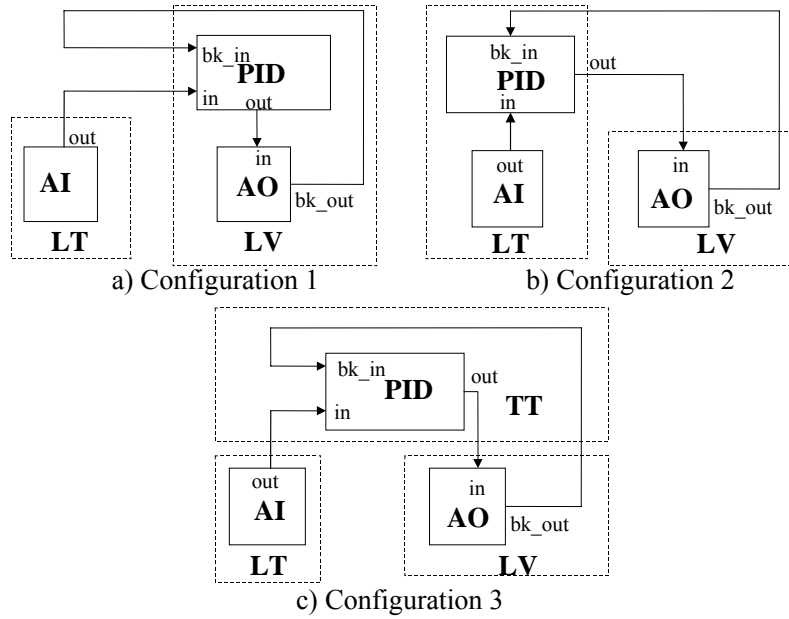 bk_in
PID
in
out
out
AI
LT
in
AO
bk_out
LV
a) Configuration 1
bk_in
PID
in
out
out
AI
LT
in
AO
bk_out
LV
b) Configuration 2
bk_in
PID
in
out
TT
out
AI
LT
in
AO
bk_out
LV
c) Configuration 3